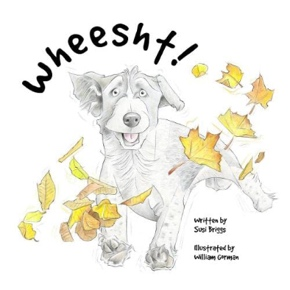 Wheesht!
Written by
Susi Briggs
Illustrated by
William Gorman